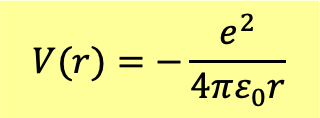 V(r) = − e² / 4πε₀r